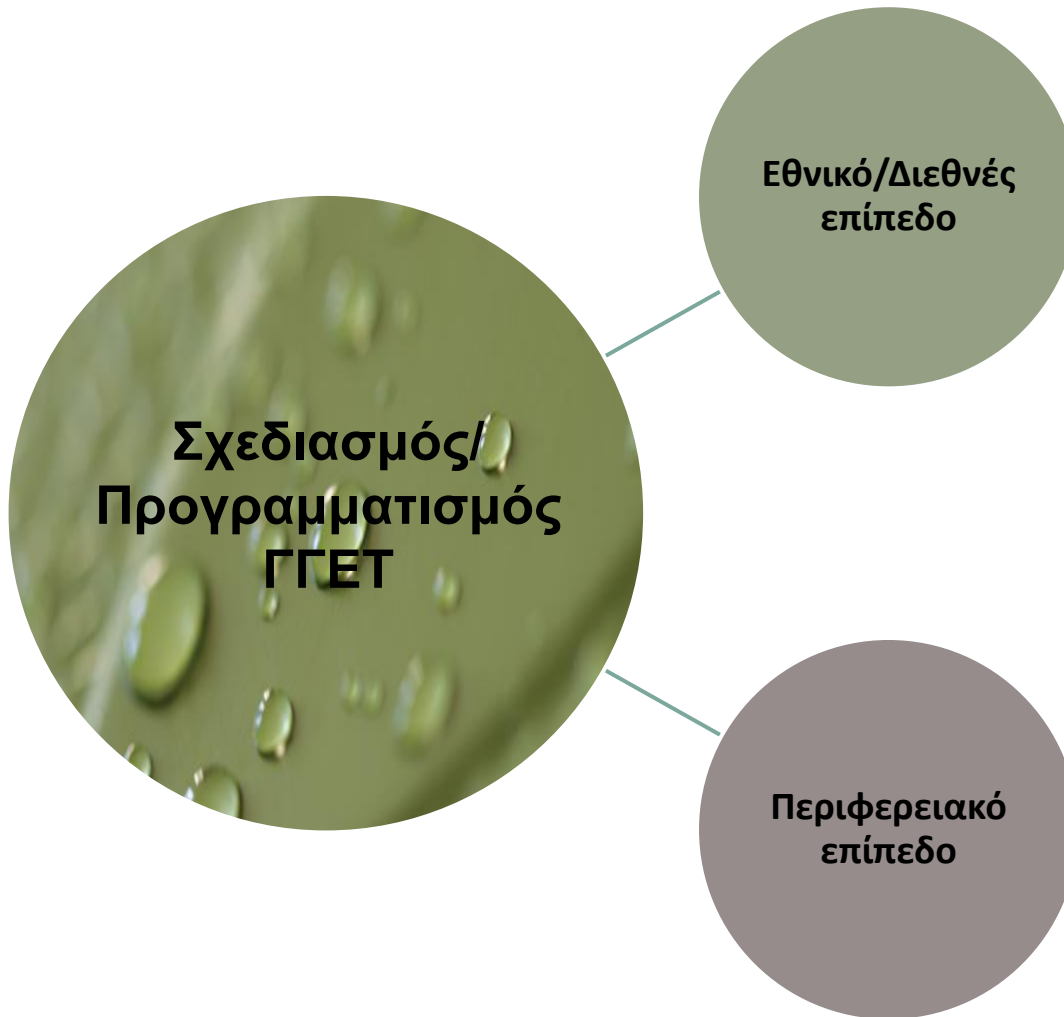 Εθνικό/Διεθνές
επίπεδο
Σχεδιασμός/
Προγραμματισμός
ΓΓΕΤ
Περιφερειακό
επίπεδο